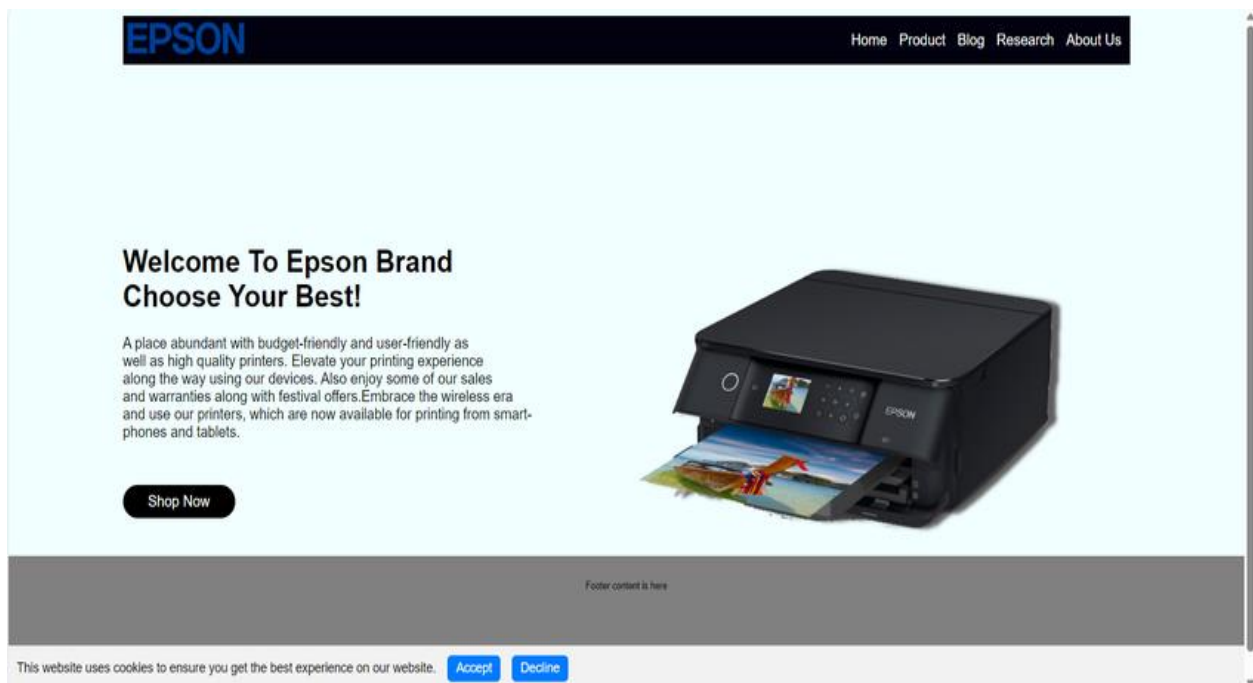 EPSON
Home Product Blog Research About Us
Welcome To Epson Brand
Choose Your Best!
A place abundant with budget-friendly and user-friendly as
well as high quality printers. Elevate your printing experience
along the way using our devices. Also enjoy some of our sales
and warranties along with festival offers.Embrace the wireless era
and use our printers, which are now available for printing from smart-
phones and tablets.
EPSON
Shop Now
Footer content is here
This website uses cookies to ensure you get the best experience on our website. Accept Decline